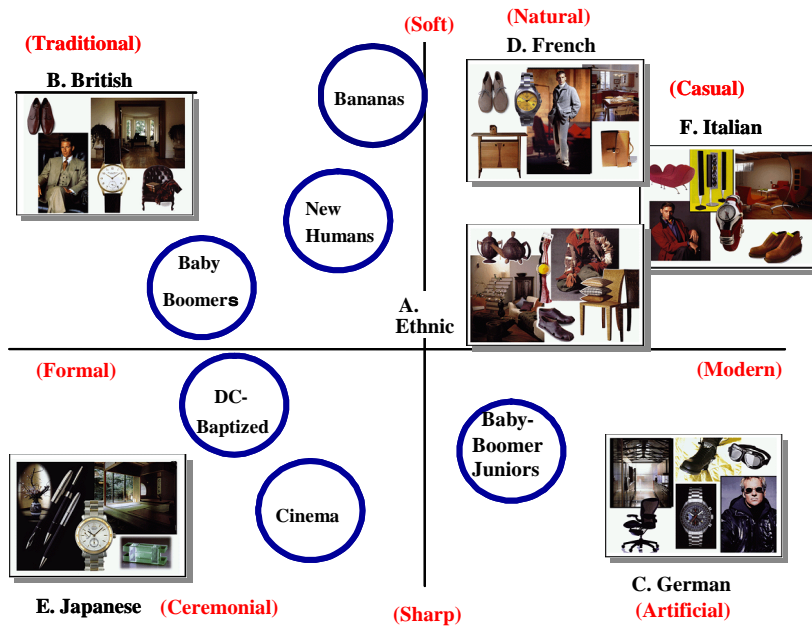 (Natural)
(Soft)
(Traditional)
D. French
B. British
(Casual)
Bananas
F. Italian
New
Humans
Baby
Boomers
A.
Ethnic
(Formal)
(Modern)
DC-
Baptized
Baby-
Boomer
Juniors
Cinema
C. German
E. Japanese
(Ceremonial)
(Sharp)
(Artificial)